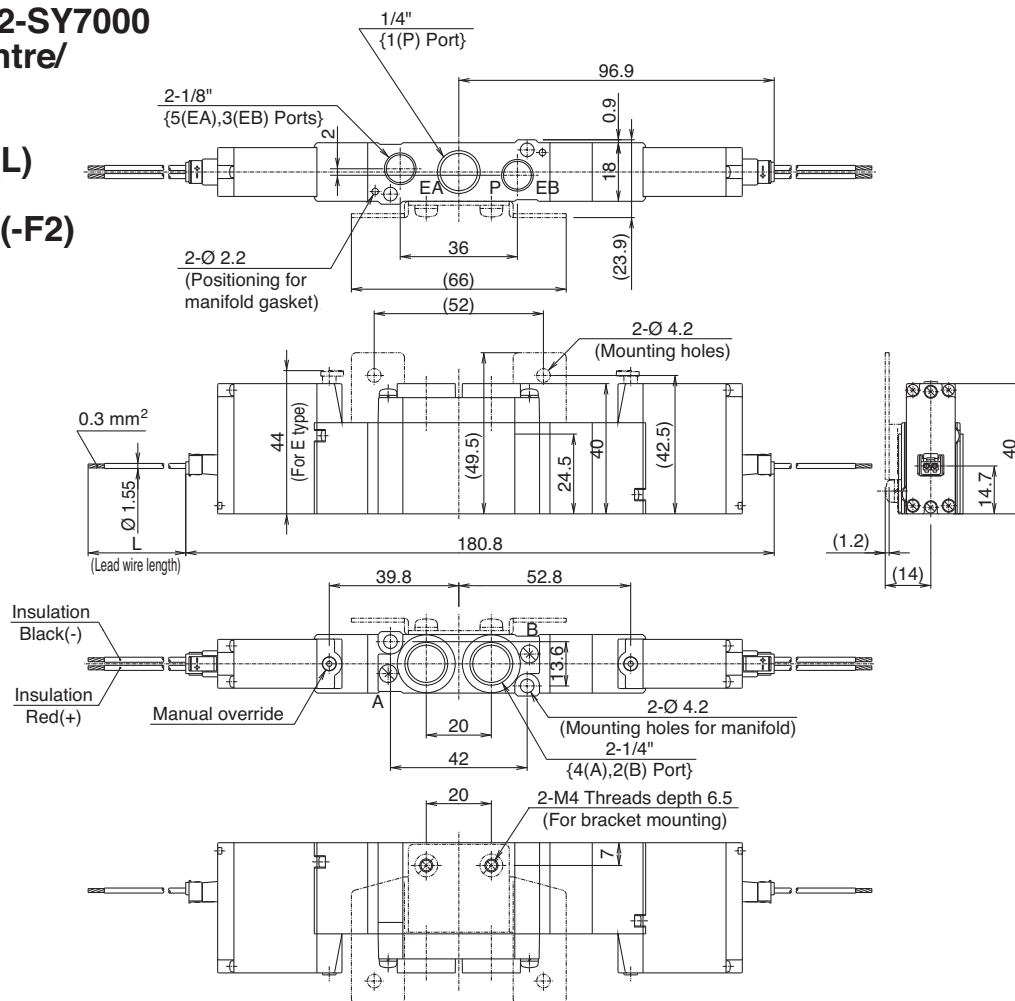 2-SY7000
ntre/
L)
(-F2)
1/4"
{1(P) Port}
96.9
2-1/8"
{5(EA),3(EB) Ports}
2
0.9
18
EA
P
EB
(23.9)
36
2-Ø 2.2
(Positioning for
manifold gasket)
(66)
(52)
2-Ø 4.2
(Mounting holes)
0.3 mm²
44
(For E type)
(49.5)
24.5
40
(42.5)
40
14.7
Ø 1.55
L
(Lead wire length)
180.8
(1.2)
(14)
39.8
52.8
Insulation
Black(-)
B
13.6
Insulation
Red(+)
A
Manual override
2-Ø 4.2
(Mounting holes for manifold)
20
42
2-1/4"
{4(A),2(B) Port}
20
2-M4 Threads depth 6.5
(For bracket mounting)
7